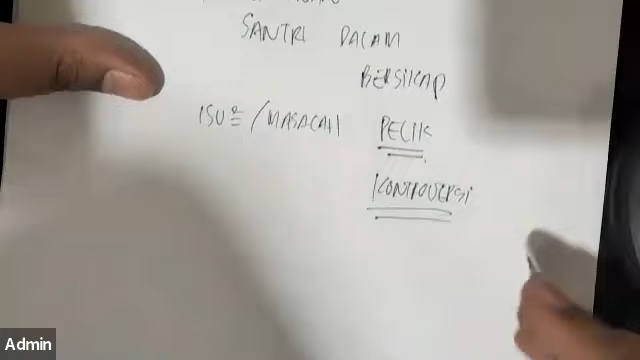 SANTRI DALAM
BERSIKAP
ISU² / MASALAH PELIK
KONTROVERSI
Admin